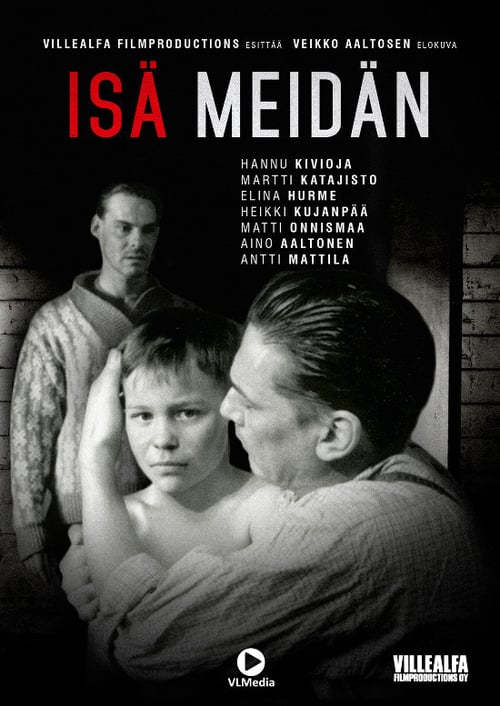 VILLEALFA FILMPRODUCTIONS ESITTÄÄ VEIKKO AALTOSEN ELOKUVA
ISÄ MEIDÄN
HANNU KIVIOJA
MARTTI KATAJISTO
ELINA HURME
HEIKKI KUJANPÄÄ
MATTI ONNISMAA
AINO AALTONEN
ANTTI MATTILA
VLMedia
VILLEALFA
FILMPRODUCTIONS OY